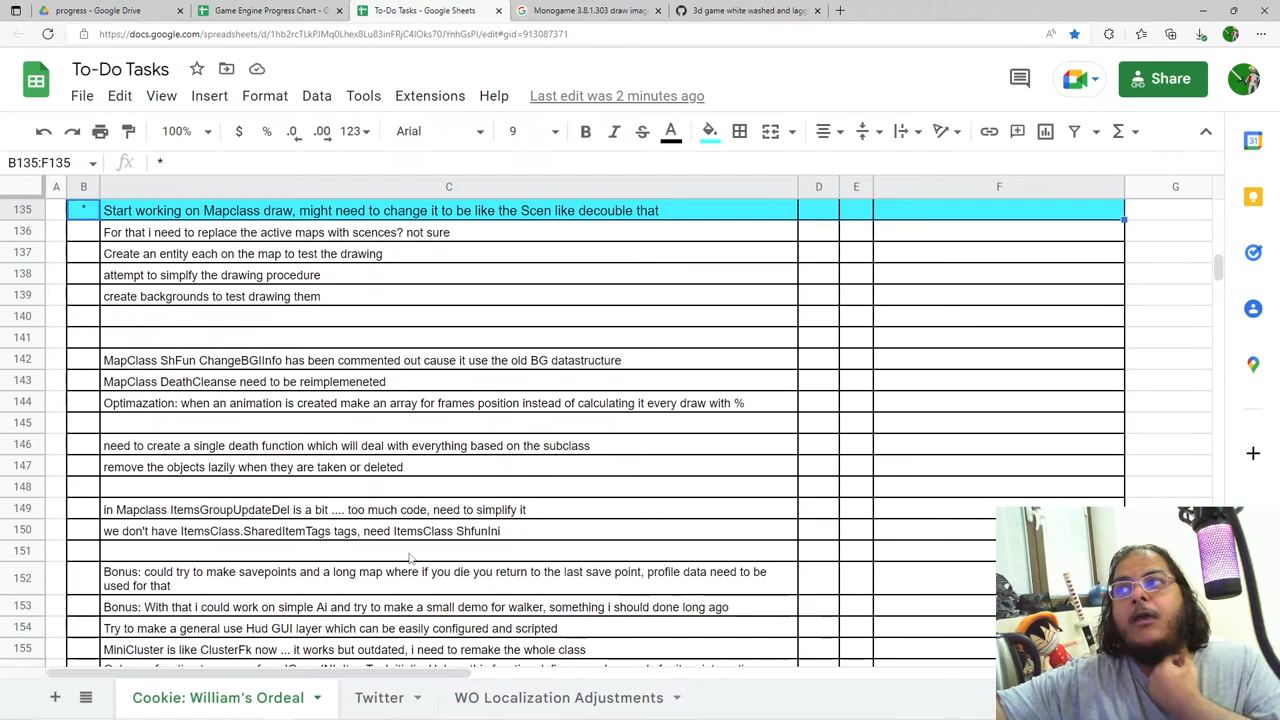 progress - Google Drive
Game Engine Progress Chart - G
To-Do Tasks - Google Sheets
Monogame 3.8.1.303 draw imag
3d game white washed and lagg
https://docs.google.com/spreadsheets/d/1hb2rcTLkPJMq0Lhex8Lu83inFRjC4lOks70JYnhGsPI/edit#gid=913087371
To-Do Tasks
Share
File Edit View Insert Format Data Tools Extensions Help Last edit was 2 minutes ago
100% $ % .0 .00 123 Arial 9 B I S A Σ
B135:F135 fx *
A B C D E F G
135 * Start working on Mapclass draw, might need to change it to be like the Scen like decouble that
136 For that i need to replace the active maps with scences? not sure
137 Create an entity each on the map to test the drawing
138 attempt to simplfy the drawing procedure
139 create backgrounds to test drawing them
140
141
142 MapClass ShFun ChangeBGIInfo has been commented out cause it use the old BG datastructure
143 MapClass DeathCleanse need to be reimplemeneted
144 Optimazation: when an animation is created make an array for frames position instead of calculating it every draw with %
145
146 need to create a single death function which will deal with everything based on the subclass
147 remove the objects lazily when they are taken or deleted
148
149 in Mapclass ItemsGroupUpdateDel is a bit .... too much code, need to simplify it
150 we don't have ItemsClass.SharedItemTags tags, need ItemsClass ShfunIni
151
152 Bonus: could try to make savepoints and a long map where if you die you return to the last save point, profile data need to be
used for that
153 Bonus: With that i could work on simple Ai and try to make a small demo for walker, something i should done long ago
154 Try to make a general use Hud GUI layer which can be easily configured and scripted
155 MiniCluster is like ClusterFk now ... it works but outdated, i need to remake the whole class
Cookie: William's Ordeal
Twitter
WO Localization Adjustments